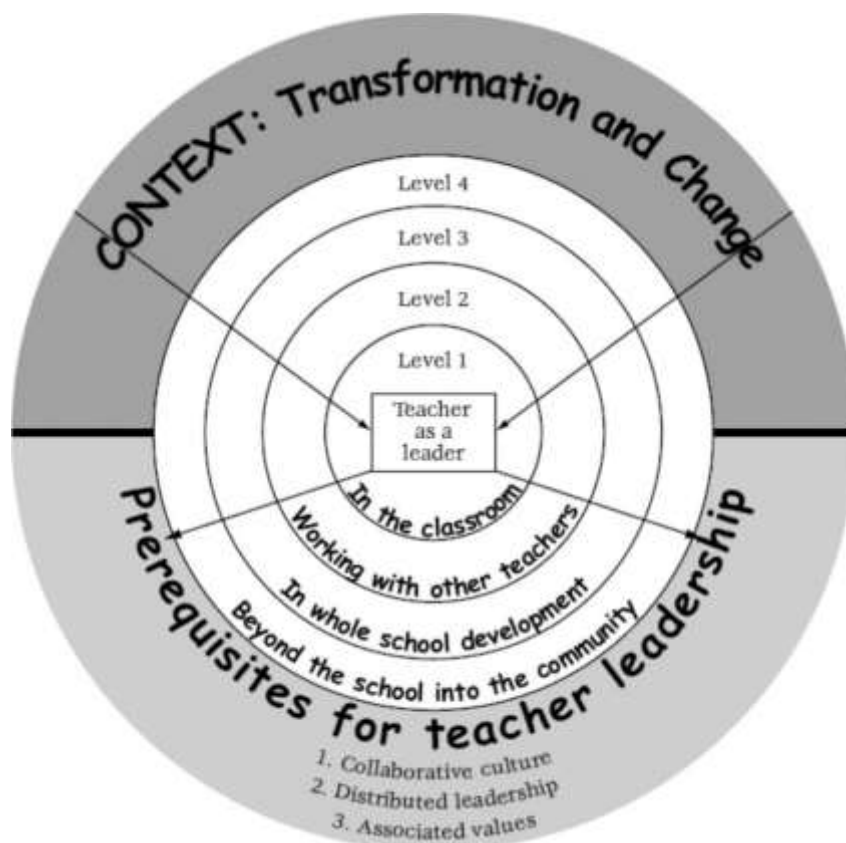 CONTEXT: Transformation and Change
Level 4
Level 3
Level 2
Level 1
Teacher
as a
leader
In the classroom
Working with other teachers
In whole school development
Beyond the school into the community
Prerequisites for teacher leadership
1. Collaborative culture
2. Distributed leadership
3. Associated values